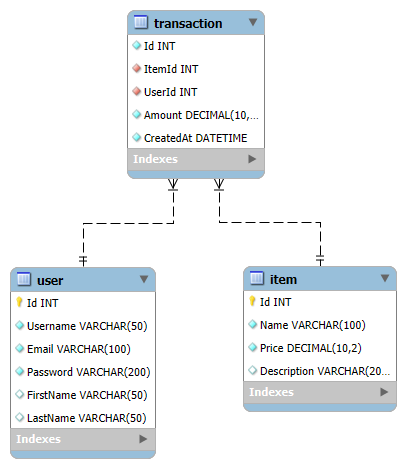 transaction
Id INT
ItemId INT
UserId INT
Amount DECIMAL(10,...
CreatedAt DATETIME
Indexes
user
Id INT
Username VARCHAR(50)
Email VARCHAR(100)
Password VARCHAR(200)
FirstName VARCHAR(50)
LastName VARCHAR(50)
Indexes
item
Id INT
Name VARCHAR(100)
Price DECIMAL(10,2)
Description VARCHAR(20...
Indexes